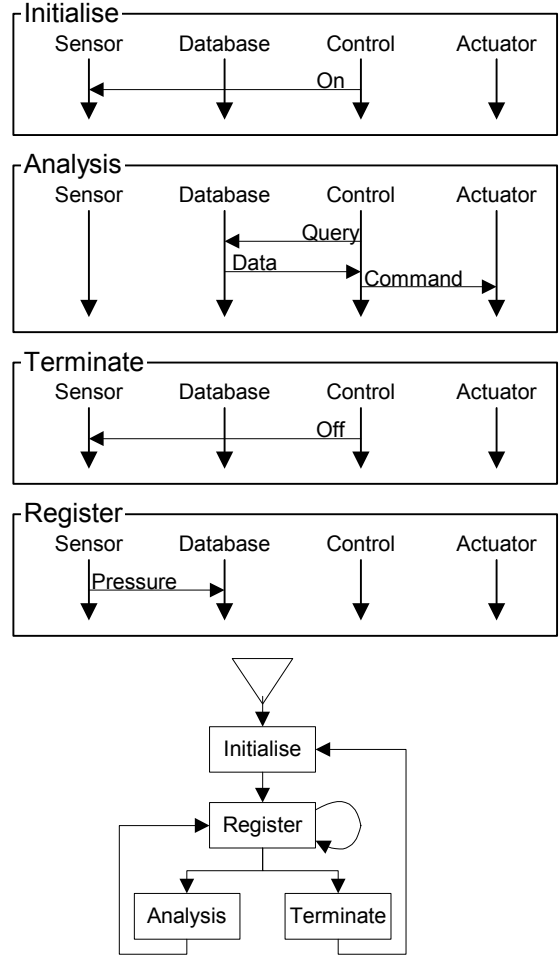 Initialise
Sensor Database Control Actuator
On
Analysis
Sensor Database Control Actuator
Query
Data
Command
Terminate
Sensor Database Control Actuator
Off
Register
Sensor Database Control Actuator
Pressure
Initialise
Register
Analysis Terminate